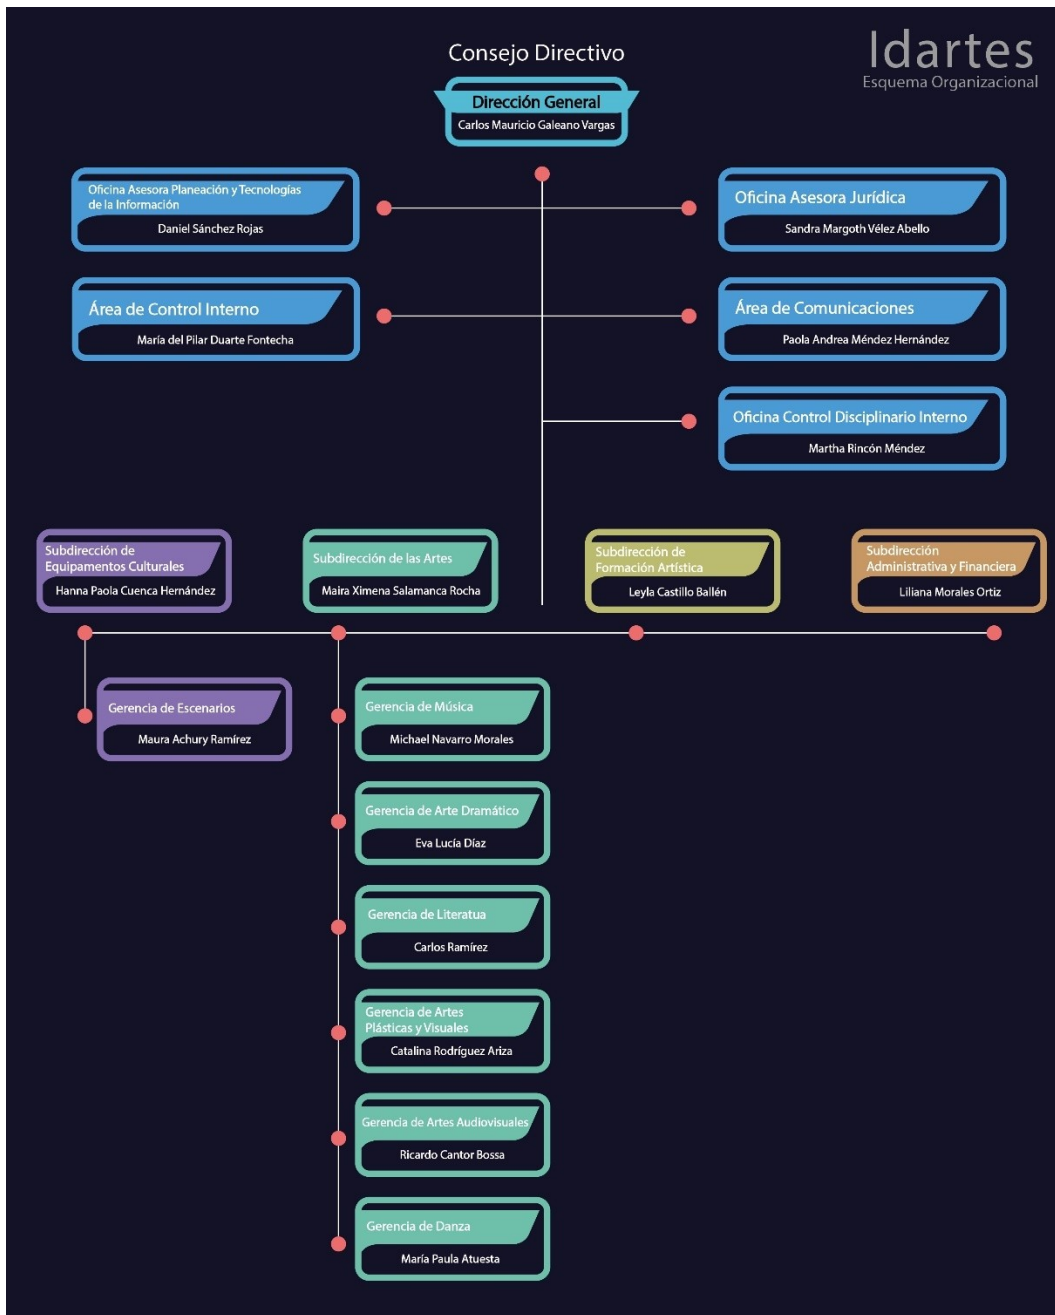 Idartes
Esquema Organizacional
Consejo Directivo
Dirección General
Carlos Mauricio Galeano Vargas
Oficina Asesora Planeación y Tecnologías
de la Información
Daniel Sánchez Rojas
Oficina Asesora Jurídica
Sandra Margoth Vélez Abello
Área de Control Interno
María del Pilar Duarte Fontecha
Área de Comunicaciones
Paola Andrea Méndez Hernández
Oficina Control Disciplinario Interno
Martha Rincón Méndez
Subdirección de
Equipamentos Culturales
Hanna Paola Cuenca Hernández
Subdirección de las Artes
Maira Ximena Salamanca Rocha
Subdirección de
Formación Artística
Leyla Castillo Ballén
Subdirección
Administrativa y Financiera
Liliana Morales Ortiz
Gerencia de Escenarios
Maura Achury Ramírez
Gerencia de Música
Michael Navarro Morales
Gerencia de Arte Dramático
Eva Lucía Díaz
Gerencia de Literatua
Carlos Ramírez
Gerencia de Artes
Plásticas y Visuales
Catalina Rodríguez Ariza
Gerencia de Artes Audiovisuales
Ricardo Cantor Bossa
Gerencia de Danza
María Paula Atuesta